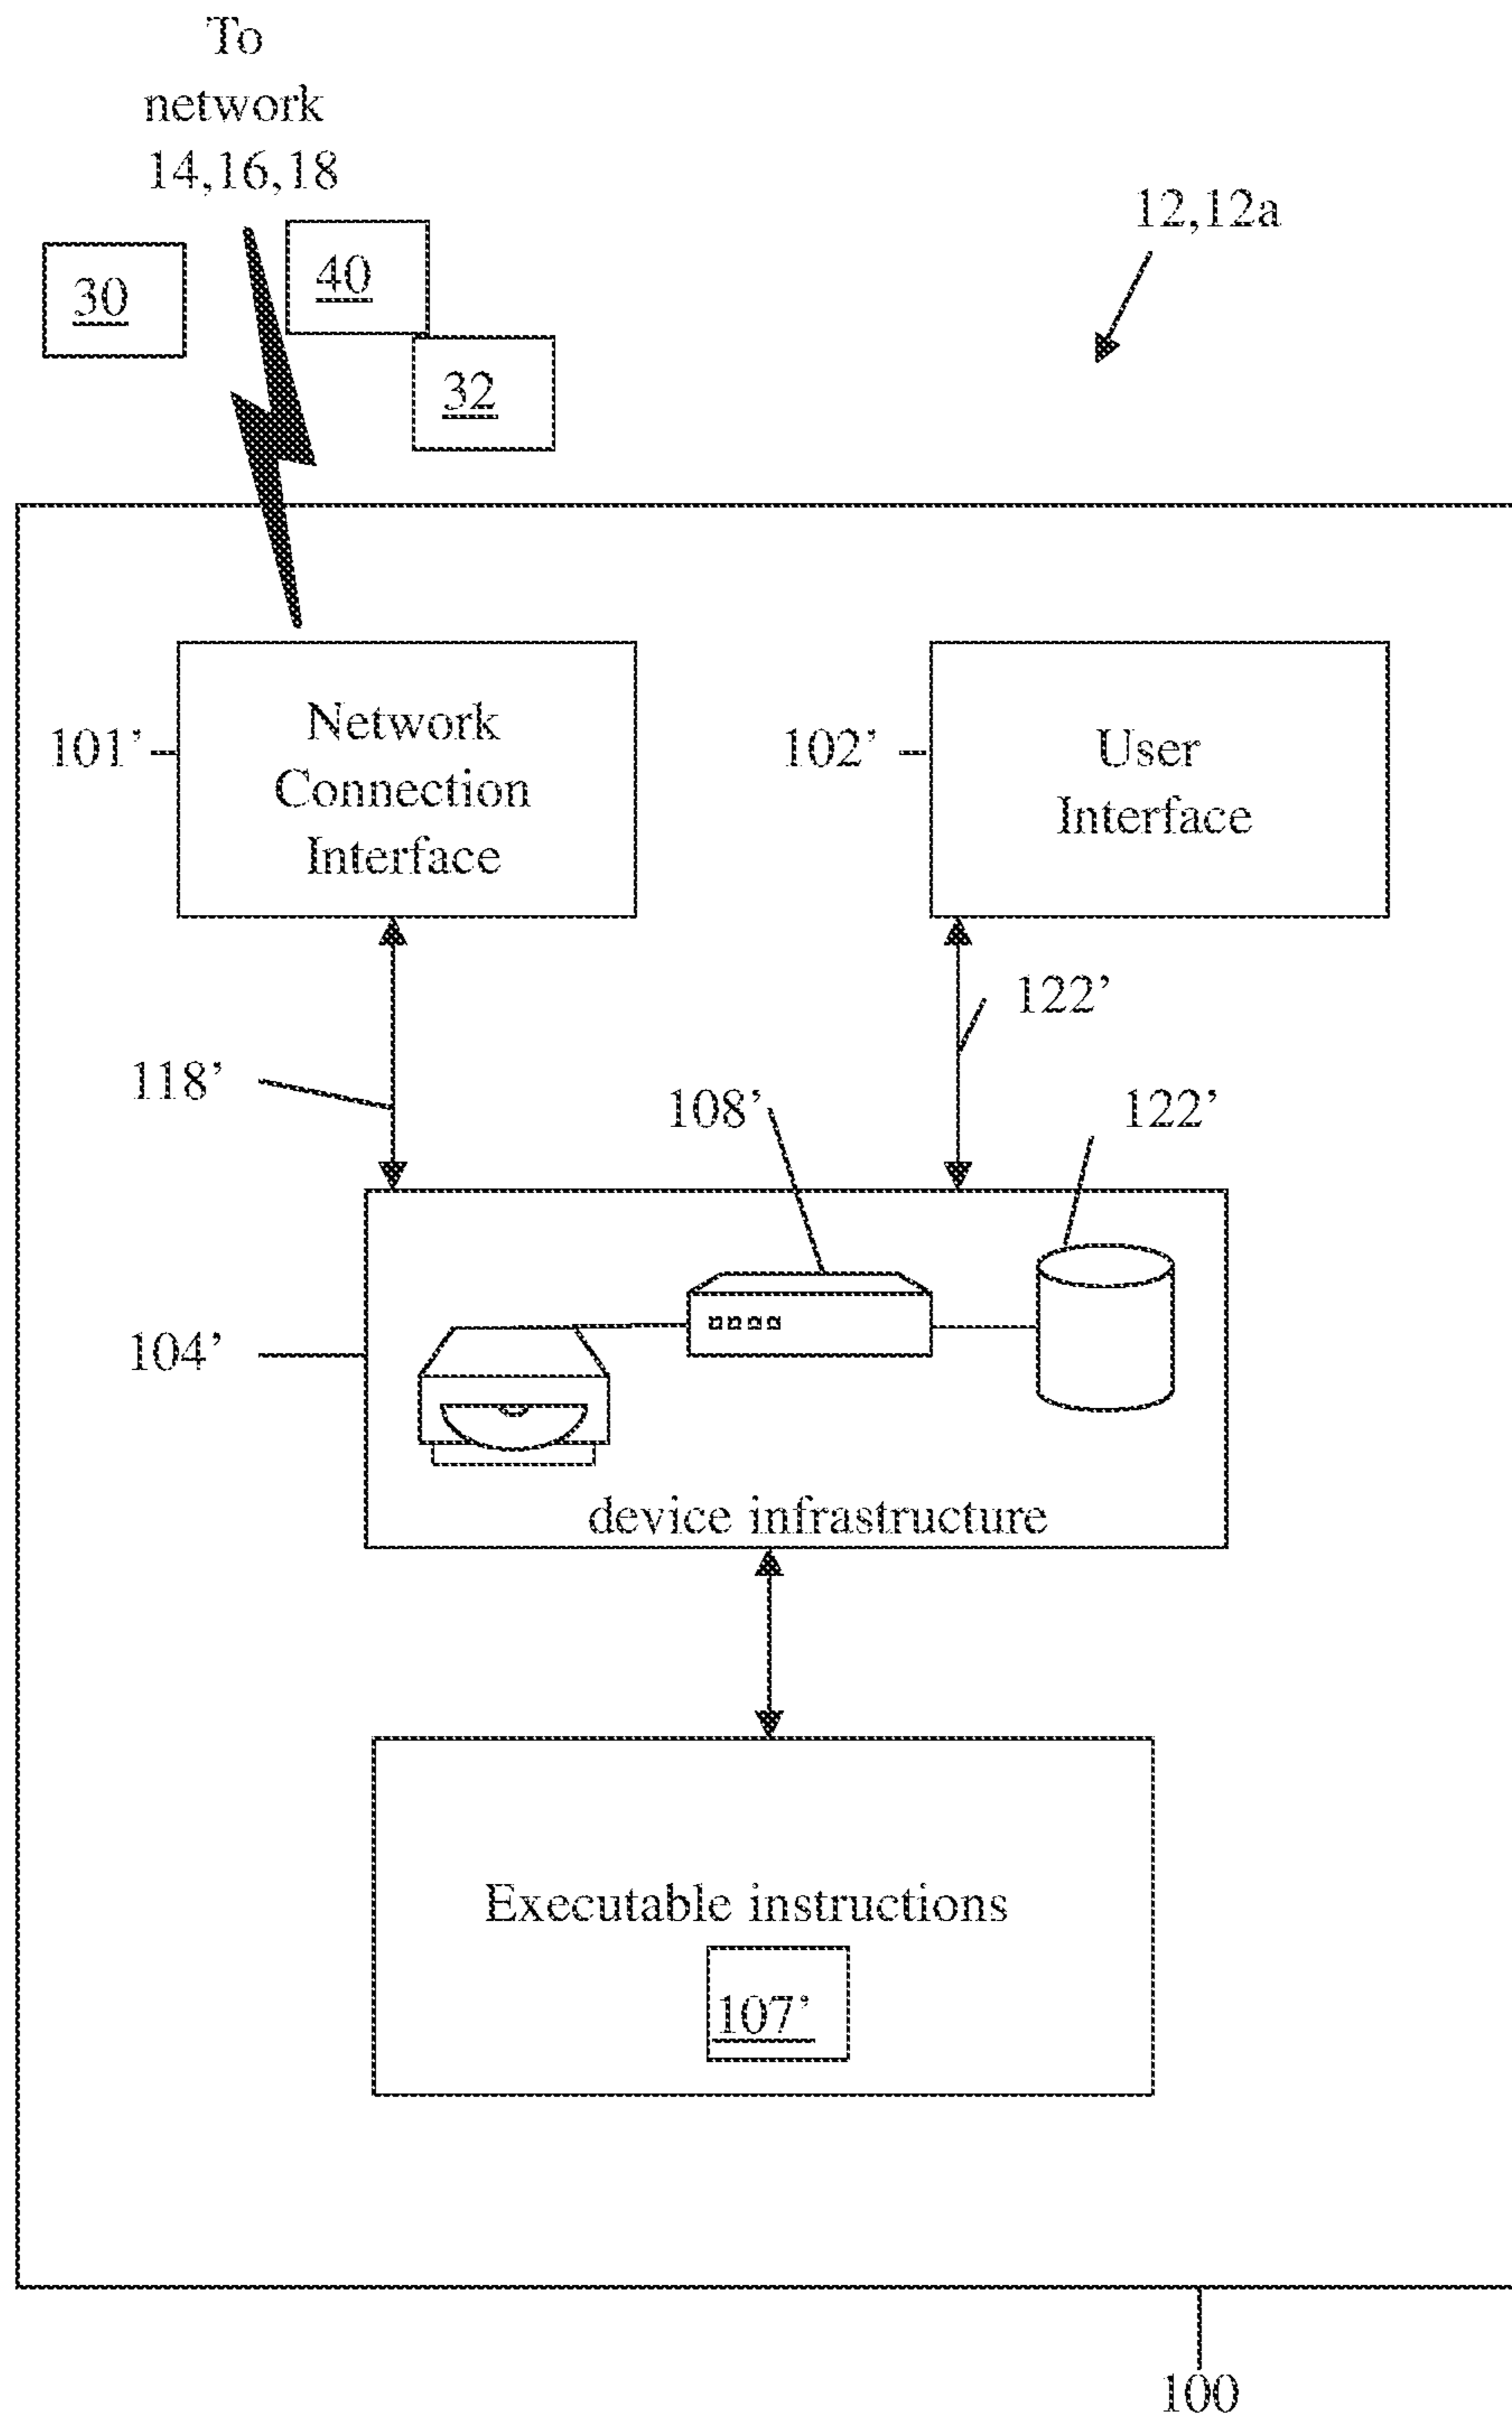 To
network
14,16,18
12,12a
30
40
32
Network
Connection
Interface
101’
102’
User
Interface
122’
118’
108’
122’
104’
device infrastructure
Executable instructions
107’
100